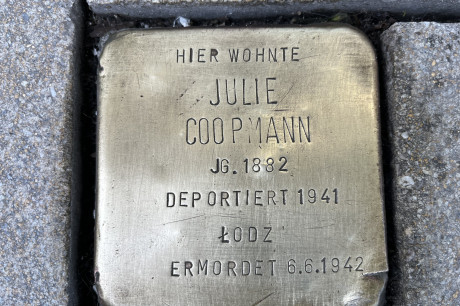 HIER WOHNTE
JULIE
COOPMANN
JG. 1882
DEPORTIERT 1941
ŁODZ
ERMORDET 6.6.1942